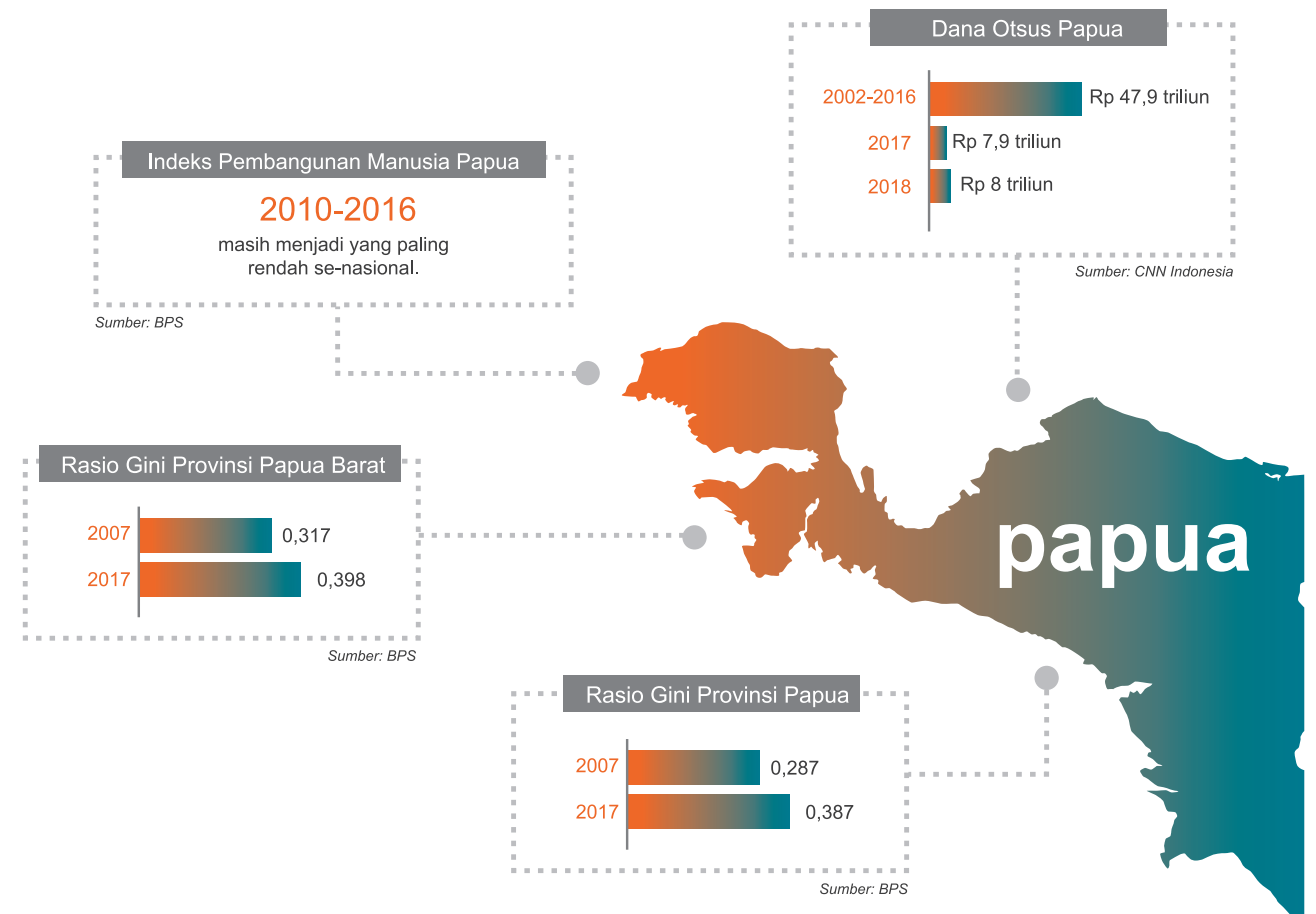 Dana Otsus Papua
2002-2016 Rp 47,9 triliun
2017 Rp 7,9 triliun
2018 Rp 8 triliun
Sumber: CNN Indonesia
Indeks Pembangunan Manusia Papua
2010-2016
masih menjadi yang paling
rendah se-nasional.
Sumber: BPS
Rasio Gini Provinsi Papua Barat
2007 0,317
2017 0,398
Sumber: BPS
papua
Rasio Gini Provinsi Papua
2007 0,287
2017 0,387
Sumber: BPS